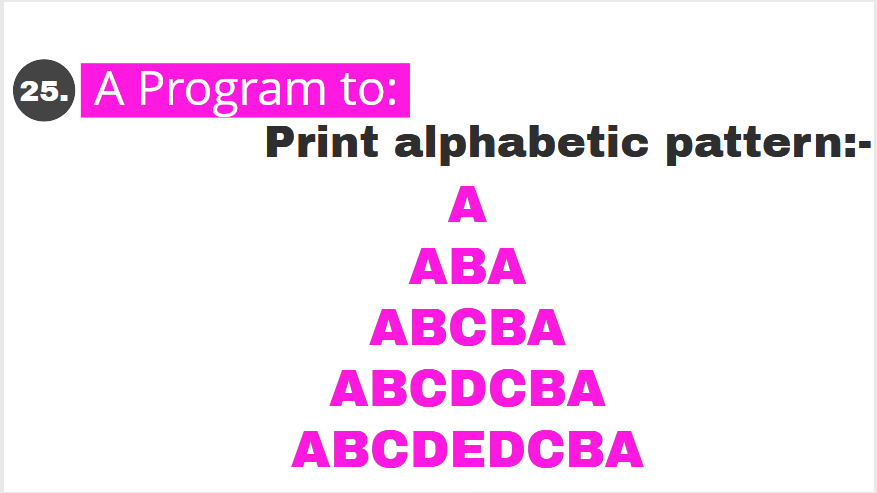 25. A Program to:
Print alphabetic pattern:-
A
ABA
ABCBA
ABCDCBA
ABCDEDCBA